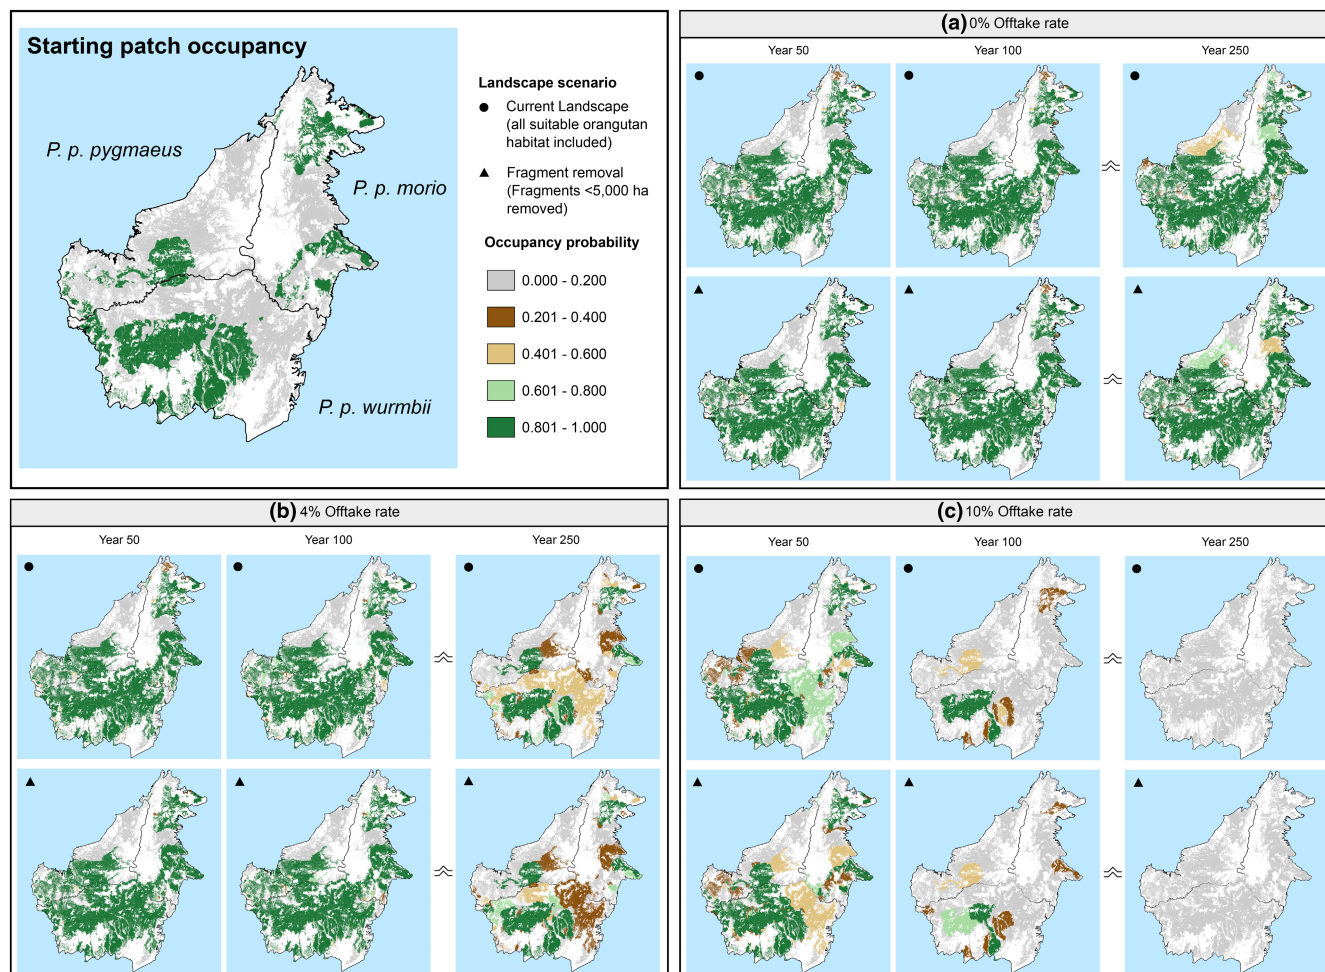 Starting patch occupancy
P. p. pygmaeus
P. p. morio
P. p. wurmbii
Landscape scenario
Current Landscape
(all suitable orangutan
habitat included)
Fragment removal
(Fragments <5,000 ha
removed)
Occupancy probability
0.000 - 0.200
0.201 - 0.400
0.401 - 0.600
0.601 - 0.800
0.801 - 1.000
(a) 0% Offtake rate
Year 50 Year 100 Year 250
(b) 4% Offtake rate
Year 50 Year 100 Year 250
(c) 10% Offtake rate
Year 50 Year 100 Year 250